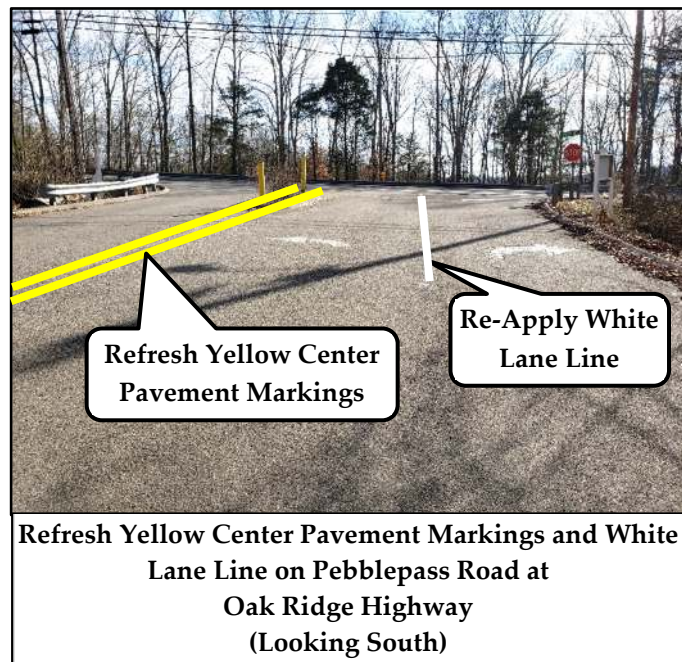 Refresh Yellow Center
Pavement Markings
Re-Apply White
Lane Line
Refresh Yellow Center Pavement Markings and White
Lane Line on Pebblepass Road at
Oak Ridge Highway
(Looking South)